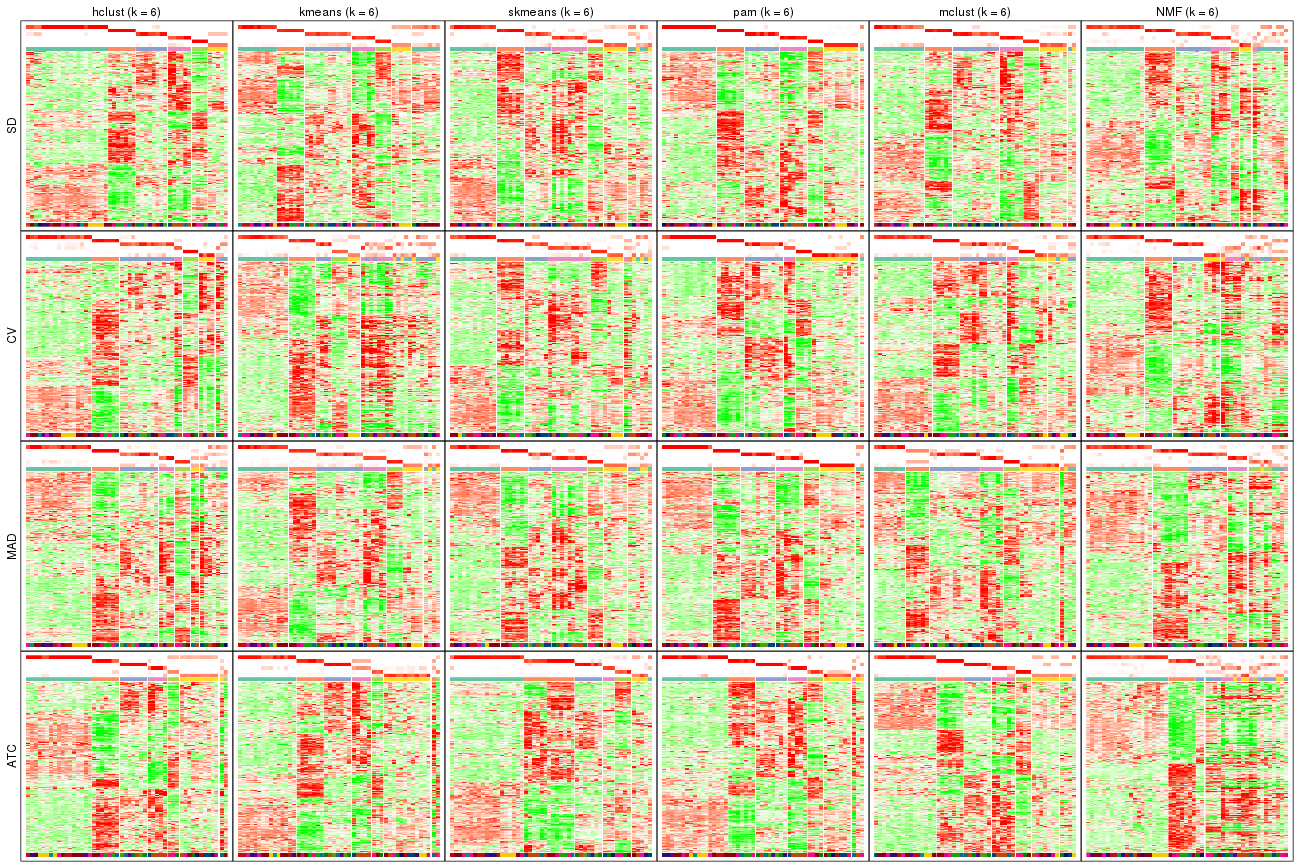 hclust (k = 6) kmeans (k = 6) skmeans (k = 6) pam (k = 6) mclust (k = 6) NMF (k = 6)
SD
CV
MAD
ATC